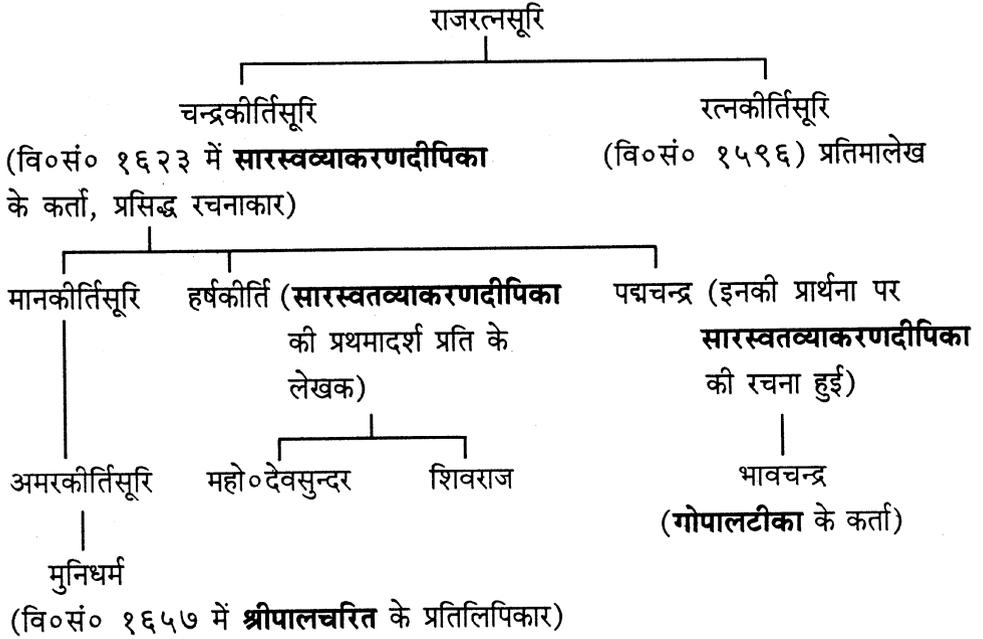 राजरत्नसूरि
चन्द्रकीर्तिसूरि रत्नकीर्तिसूरि
(वि०सं० १६२३ में सारस्वव्याकरणदीपिका (वि०सं० १५९६) प्रतिमालेख
के कर्ता, प्रसिद्ध रचनाकार)
मानकीर्तिसूरि हर्षकीर्ति (सारस्वतव्याकरणदीपिका पद्मचन्द्र (इनकी प्रार्थना पर
की प्रथमादर्श प्रति के सारस्वतव्याकरणदीपिका
लेखक) की रचना हुई)
अमरकीर्तिसूरि महो०देवसुन्दर शिवराज भावचन्द्र
(गोपालटीका के कर्ता)
मुनिधर्म
(वि०सं० १६५७ में श्रीपालचरित के प्रतिलिपिकार)